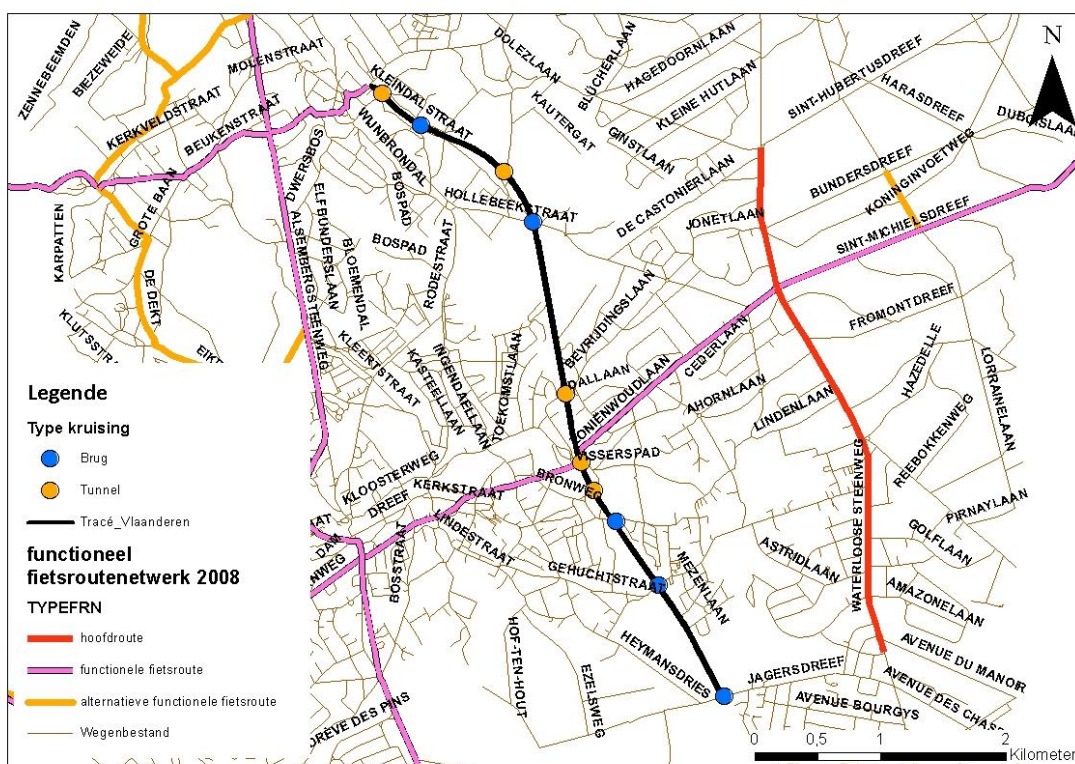 ZENNEBEEMDEN
BIEZEWEIDE
MOLENSTRAAT
KERKVELDSTRAAT
BEUKENSTRAAT
KLEINDALSTRAAT
WIJNBRONDAL
DWERSBOS
BOSPAD
ELFBUNDERSLAAN
BLOEMENDAL
BOSPAD
HOLLEBEEKSTRAAT
RODESTRAAT
ALSEMBERGSTEENWEG
GROTE BAAN
KARPATTEN
DE DEKT
DOLEZLAAN
BLÜCHERLAAN
HAGEDOORNLAAN
KLEINE HUTLAAN
KAUTERGAT
GINSTLAAN
DE CASTONIERLAAN
JONETLAAN
SINT-HUBERTUSDREEF
HARASDREEF
DUBOISLAAN
BUNDERSDREEF
KONINGINVOETWEG
SINT-MICHIELSDREEF
N
FROMONTDREEF
HAZEDELLE
LORRAINELAAN
REEBOKKENWEG
PIRNAYLAAN
GOLFLAAN
AMAZONELAAN
WATERLOOSE STEENWEG
ASTRIDLAAN
LINDENLAAN
AHORNLAAN
CEDERLAAN
BEVRIJDINGSLAAN
DALLAAN
VISSERSPAD
BRONWEG
KLEERTSTRAAT
KASTEELLAAN
INGENDAELLAAN
TOEKOMSTLAAN
KLOOSTERWEG
DREEF
KERKSTRAAT
LINDESTRAAT
BOSSTRAAT
GEHUCHTSTRAAT
MEZENLAAN
HEYMANSDRIES
HOF-TEN-HOUT
EZELSWEG
JAGERSDREEF
AVENUE BOURGYS
AVENUE DU MANOIR
AVENUE DES CHASS
DRÈVE DES PINS
Legende
Type kruising
Brug
Tunnel
Tracé_Vlaanderen
functioneel
fietsroutenetwerk 2008
TYPEFRN
hoofdroute
functionele fietsroute
alternatieve functionele fietsroute
Wegenbestand
0 0,5 1 2
Kilometer